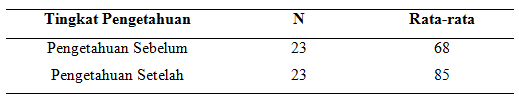 Tingkat Pengetahuan N Rata-rata
Pengetahuan Sebelum 23 68
Pengetahuan Setelah 23 85